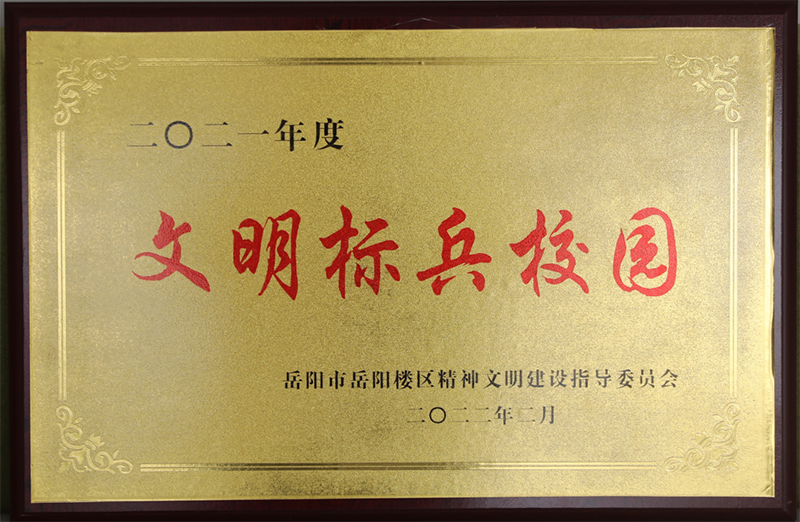 二〇二一年度
文明标兵校园
岳阳市岳阳楼区精神文明建设指导委员会
二〇二二年二月